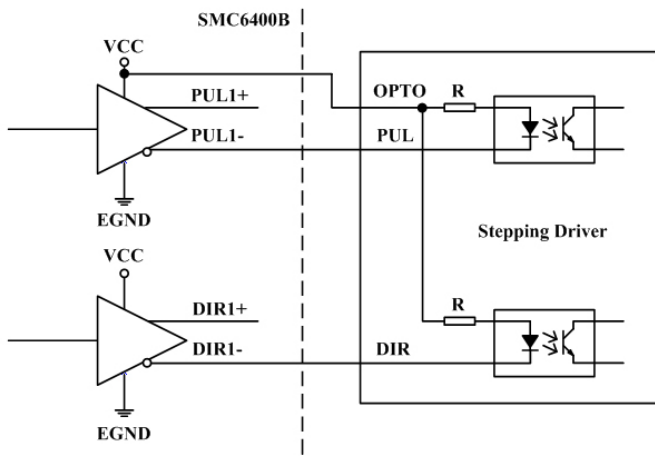 SMC6400B
VCC
PUL1+
OPTO
R
PUL1-
PUL
EGND
Stepping Driver
VCC
DIR1+
R
DIR1-
DIR
EGND